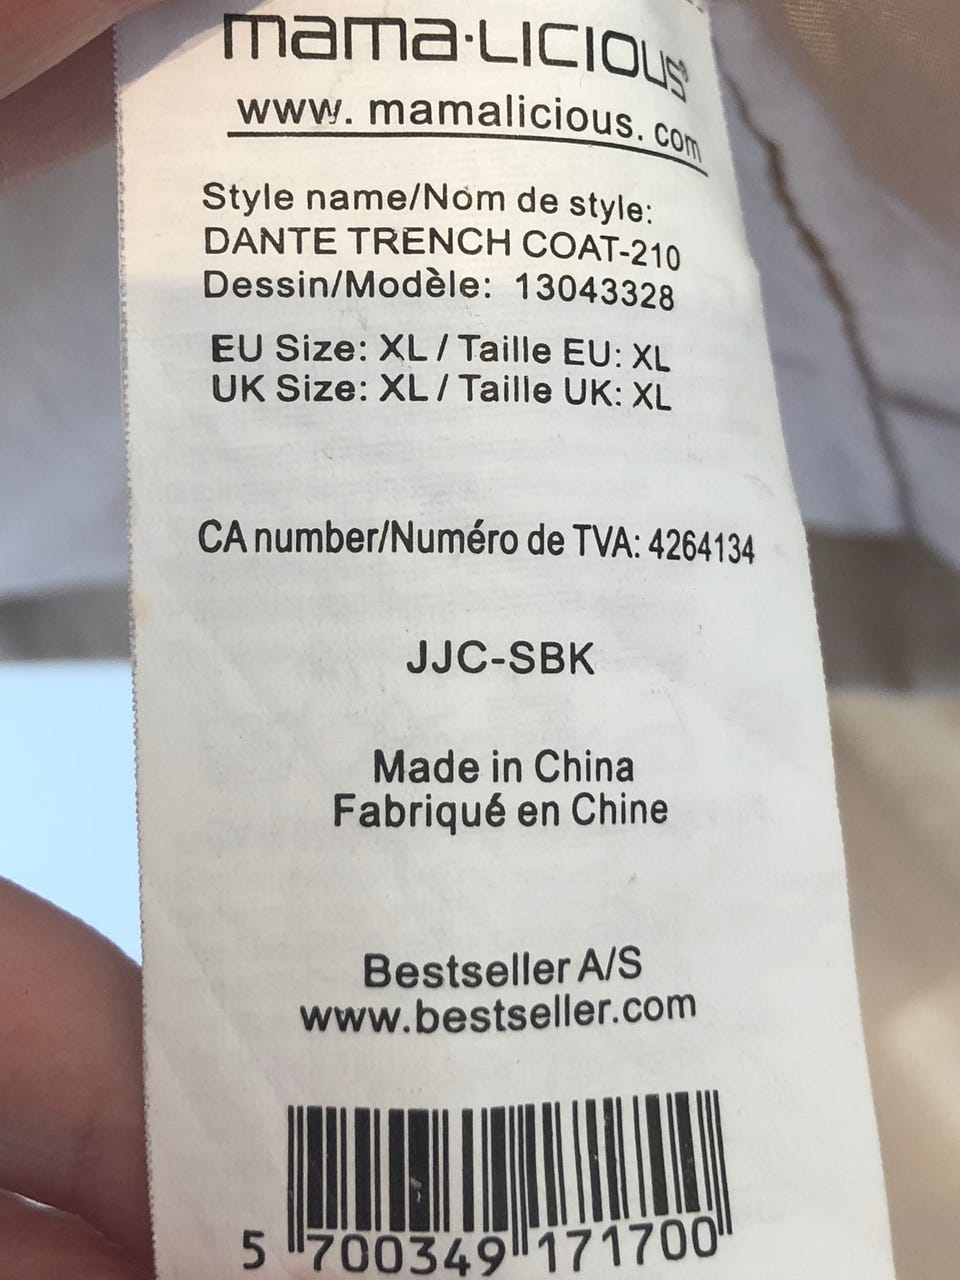 mama·LICIOUS®
www. mamalicious. com
Style name/Nom de style:
DANTE TRENCH COAT-210
Dessin/Modèle: 13043328
EU Size: XL / Taille EU: XL
UK Size: XL / Taille UK: XL
CA number/Numéro de TVA: 4264134
JJC-SBK
Made in China
Fabriqué en Chine
Bestseller A/S
www.bestseller.com
5 700349 171700